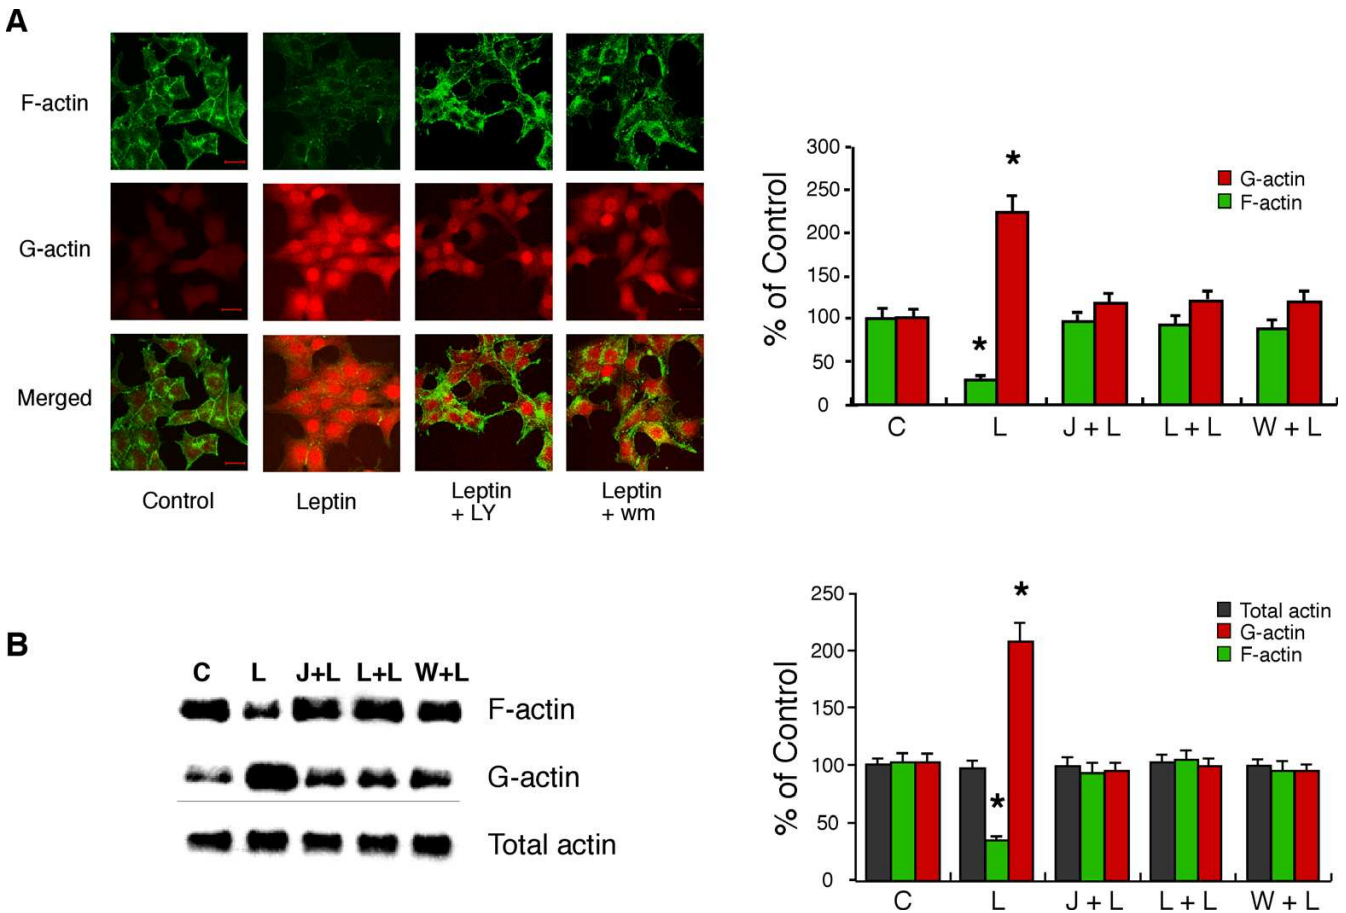 A
F-actin
G-actin
Merged
Control
Leptin
Leptin
+ LY
Leptin
+ wm
% of Control
300
250
200
150
100
50
0
*
*
G-actin
F-actin
C
L
J + L
L + L
W + L
B
C L J+L L+L W+L
F-actin
G-actin
Total actin
% of Control
250
200
150
100
50
0
*
*
Total actin
G-actin
F-actin
C
L
J + L
L + L
W + L